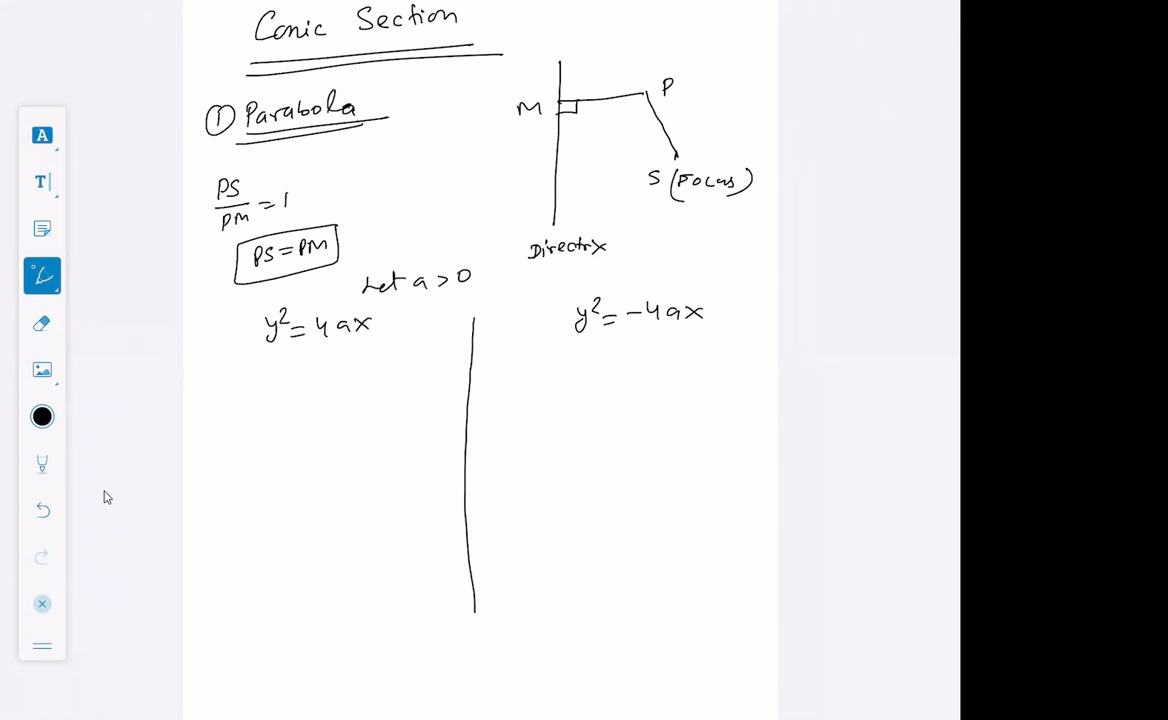 Conic Section
① Parabola
M
P
S (Focus)
PS/PM = 1
PS = PM
Directrix
Let a > 0
y² = 4ax
y² = -4ax
A
T